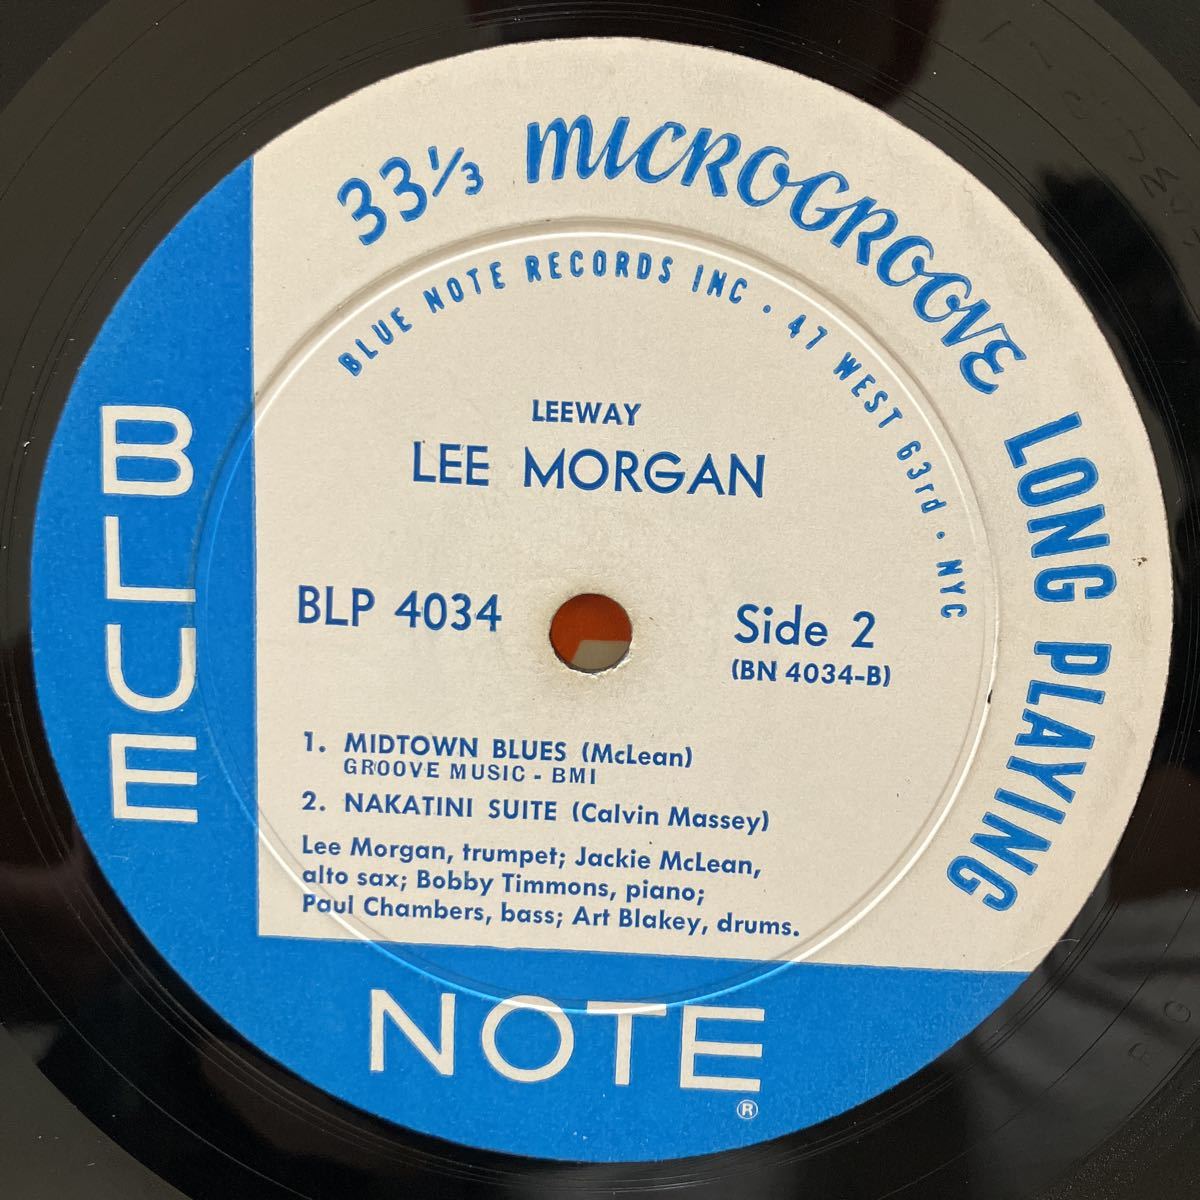 33 1/3 MICROGROOVE LONG PLAYING
BLUE NOTE RECORDS INC · 47 WEST 63rd · NYC
LEEWAY
LEE MORGAN
BLP 4034
Side 2
(BN 4034-B)
1. MIDTOWN BLUES (McLean)
GROOVE MUSIC - BMI
2. NAKATINI SUITE (Calvin Massey)
Lee Morgan, trumpet; Jackie McLean,
alto sax; Bobby Timmons, piano;
Paul Chambers, bass; Art Blakey, drums.
BLUE
NOTE
®